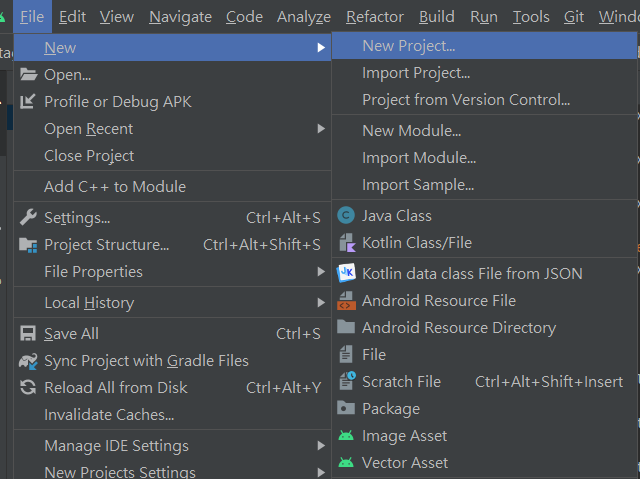 File Edit View Navigate Code Analyze Refactor Build Run Tools Git
New
Open...
Profile or Debug APK
Open Recent
Close Project
Add C++ to Module
Settings... Ctrl+Alt+S
Project Structure... Ctrl+Alt+Shift+S
File Properties
Local History
Save All Ctrl+S
Sync Project with Gradle Files
Reload All from Disk Ctrl+Alt+Y
Invalidate Caches...
Manage IDE Settings
New Projects Settings
New Project...
Import Project...
Project from Version Control...
New Module...
Import Module...
Import Sample...
Java Class
Kotlin Class/File
Kotlin data class File from JSON
Android Resource File
Android Resource Directory
File
Scratch File Ctrl+Alt+Shift+Insert
Package
Image Asset
Vector Asset